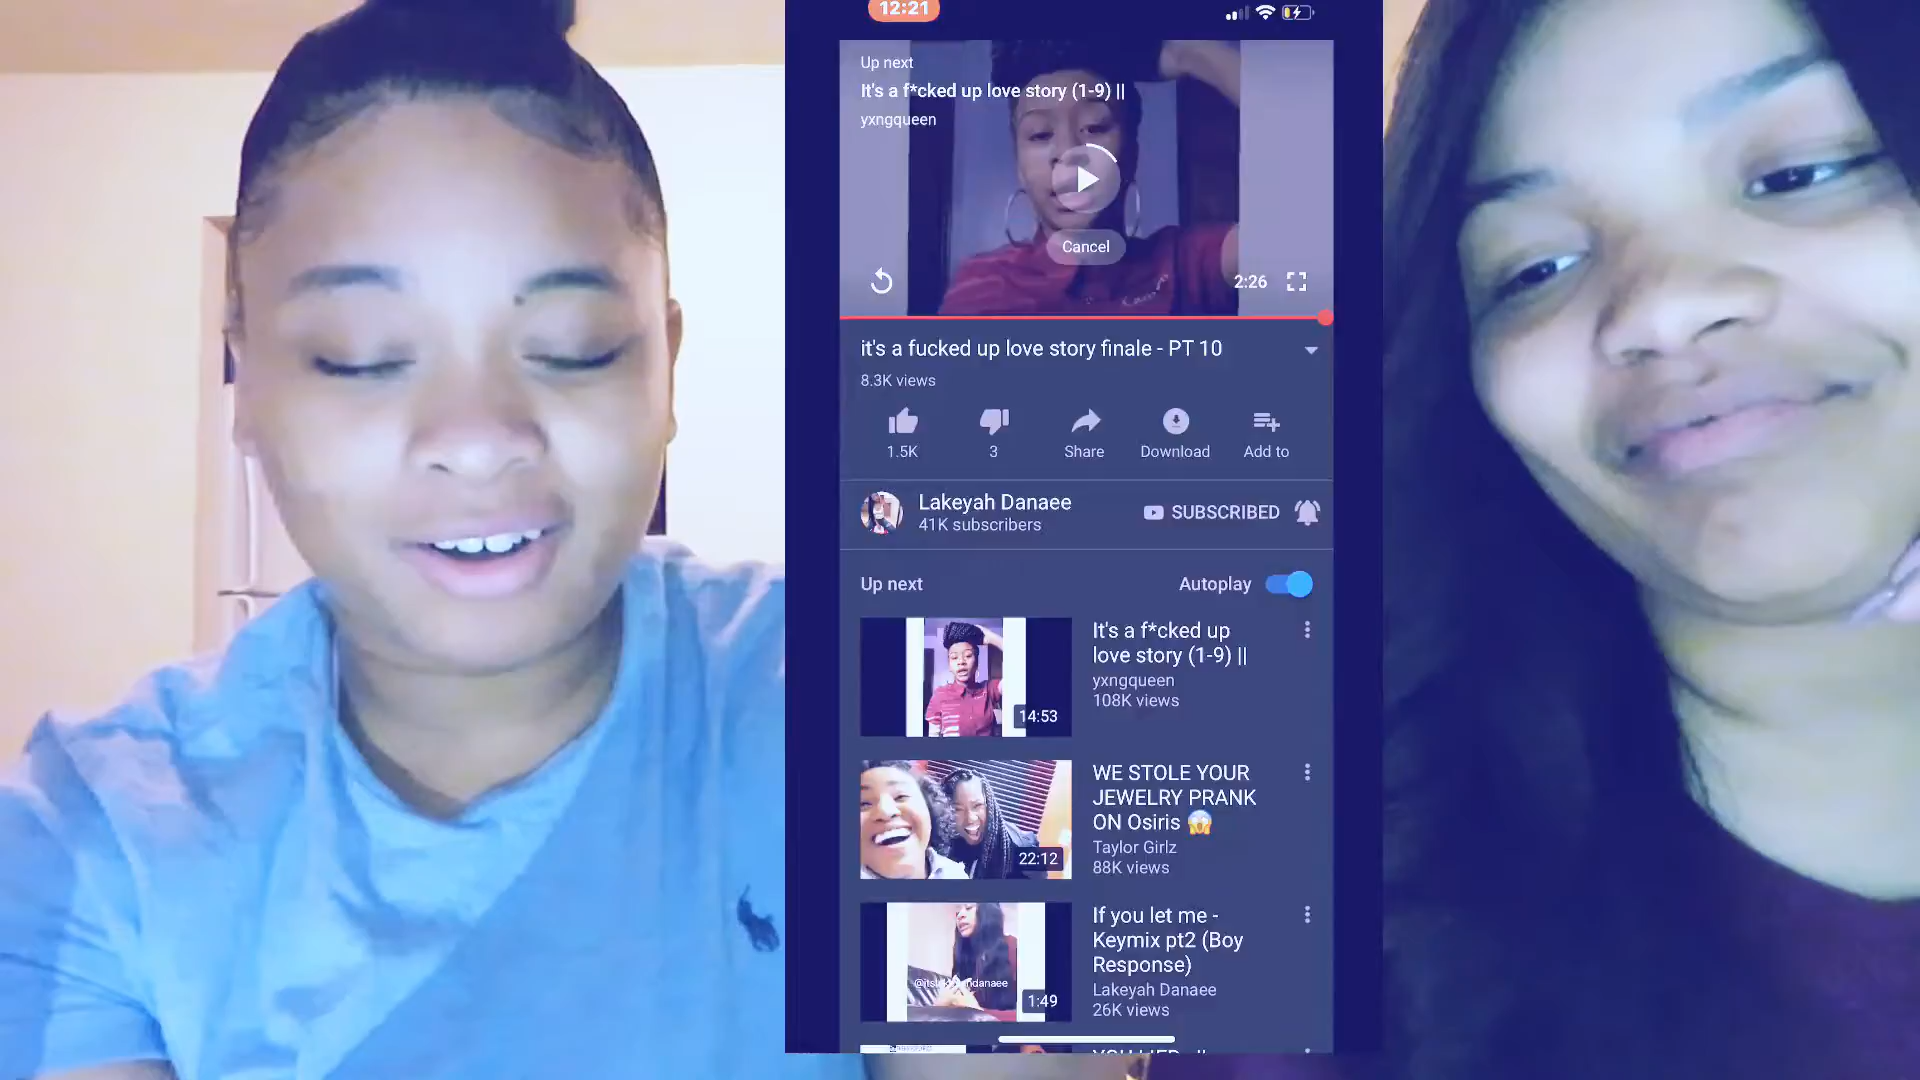 12:21
Up next
It's a f*cked up love story (1-9) ||
yxngqueen
Cancel
2:26
it's a fucked up love story finale - PT 10
8.3K views
1.5K
3
Share
Download
Add to
Lakeyah Danaee
41K subscribers
SUBSCRIBED
Up next
Autoplay
It's a f*cked up
love story (1-9) ||
yxngqueen
108K views
14:53
WE STOLE YOUR
JEWELRY PRANK
ON Osiris 😱
Taylor Girlz
88K views
22:12
If you let me -
Keymix pt2 (Boy
Response)
Lakeyah Danaee
26K views
1:49